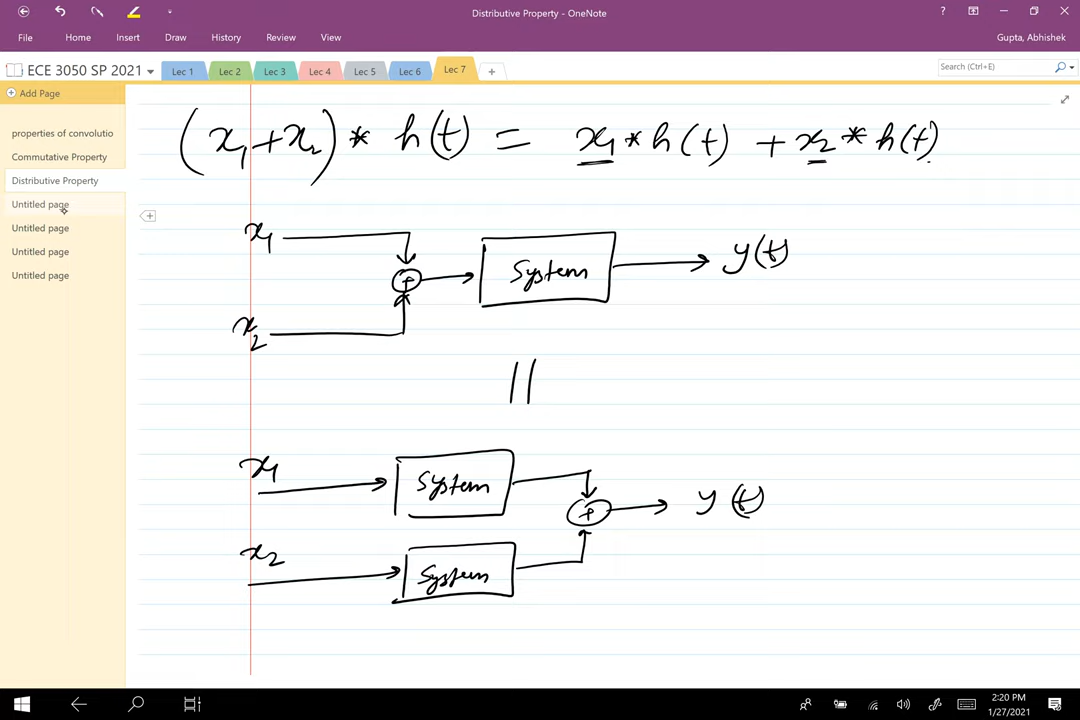 Distributive Property - OneNote
?
File Home Insert Draw History Review View Gupta, Abhishek
ECE 3050 SP 2021 Lec 1 Lec 2 Lec 3 Lec 4 Lec 5 Lec 6 Lec 7 + Search (Ctrl+E)
Add Page
properties of convolutio
Commutative Property
Distributive Property
Untitled page
Untitled page
Untitled page
Untitled page
(x₁+x₂) * h(t) = x₁ * h(t) + x₂ * h(t)
x₁
+ System y(t)
x₂
||
x₁ System
+ y(t)
x₂ System
2:20 PM
1/27/2021